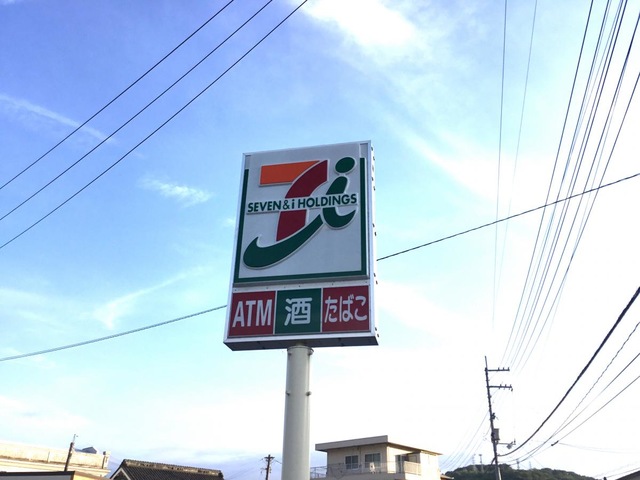 SEVEN & i HOLDINGS
ATM 酒 たばこ